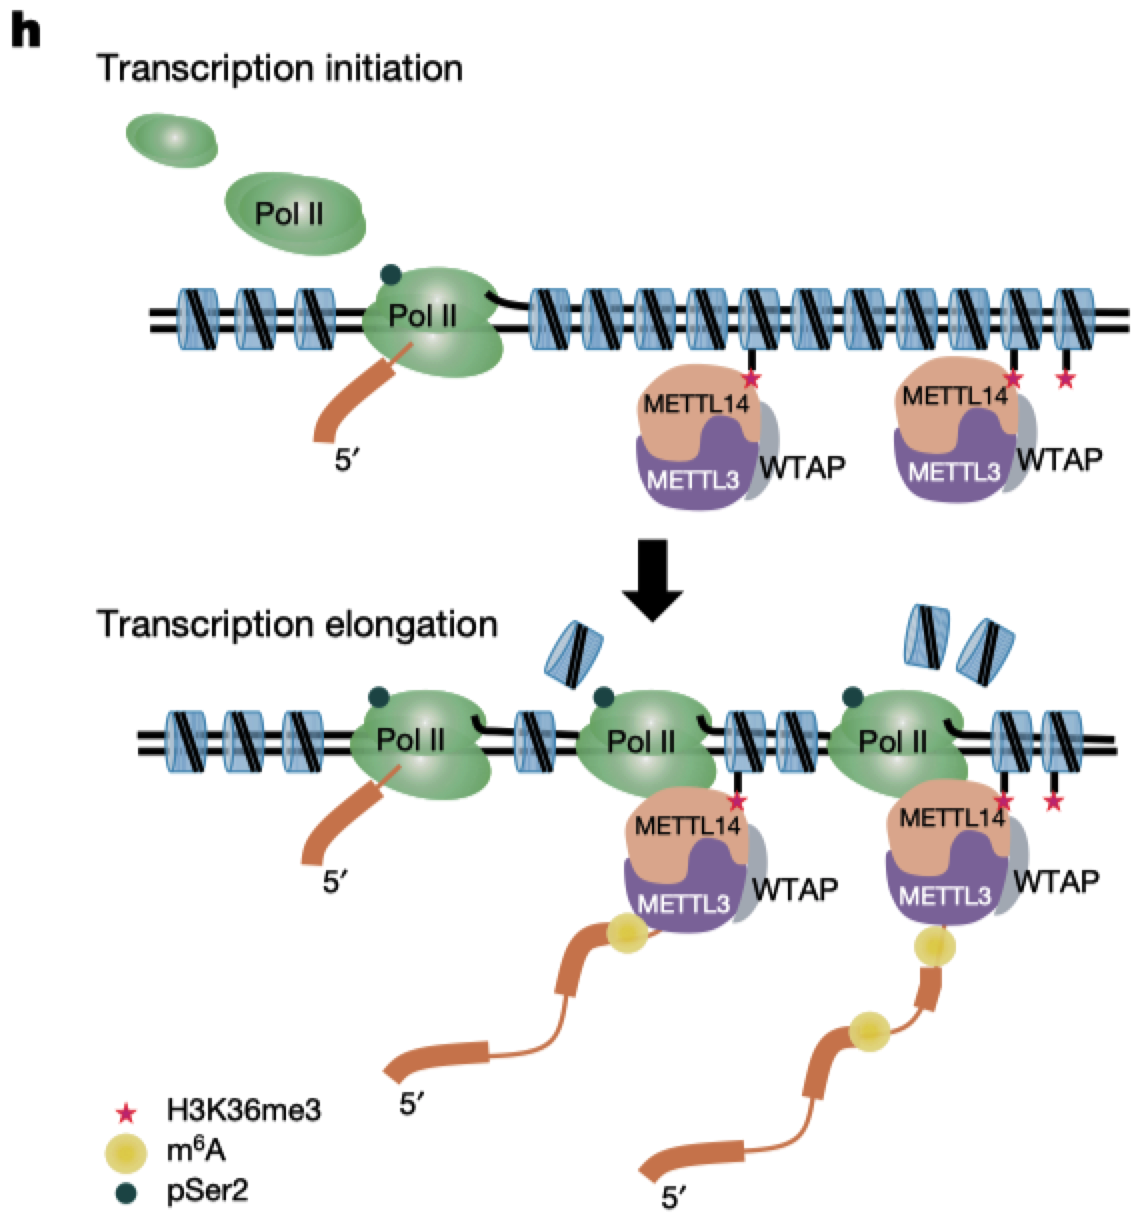 h
Transcription initiation
Pol II
Pol II
5′
METTL14
METTL3
WTAP
METTL14
METTL3
WTAP
Transcription elongation
Pol II
Pol II
Pol II
5′
METTL14
METTL3
WTAP
METTL14
METTL3
WTAP
5′
5′
H3K36me3
m⁶A
pSer2